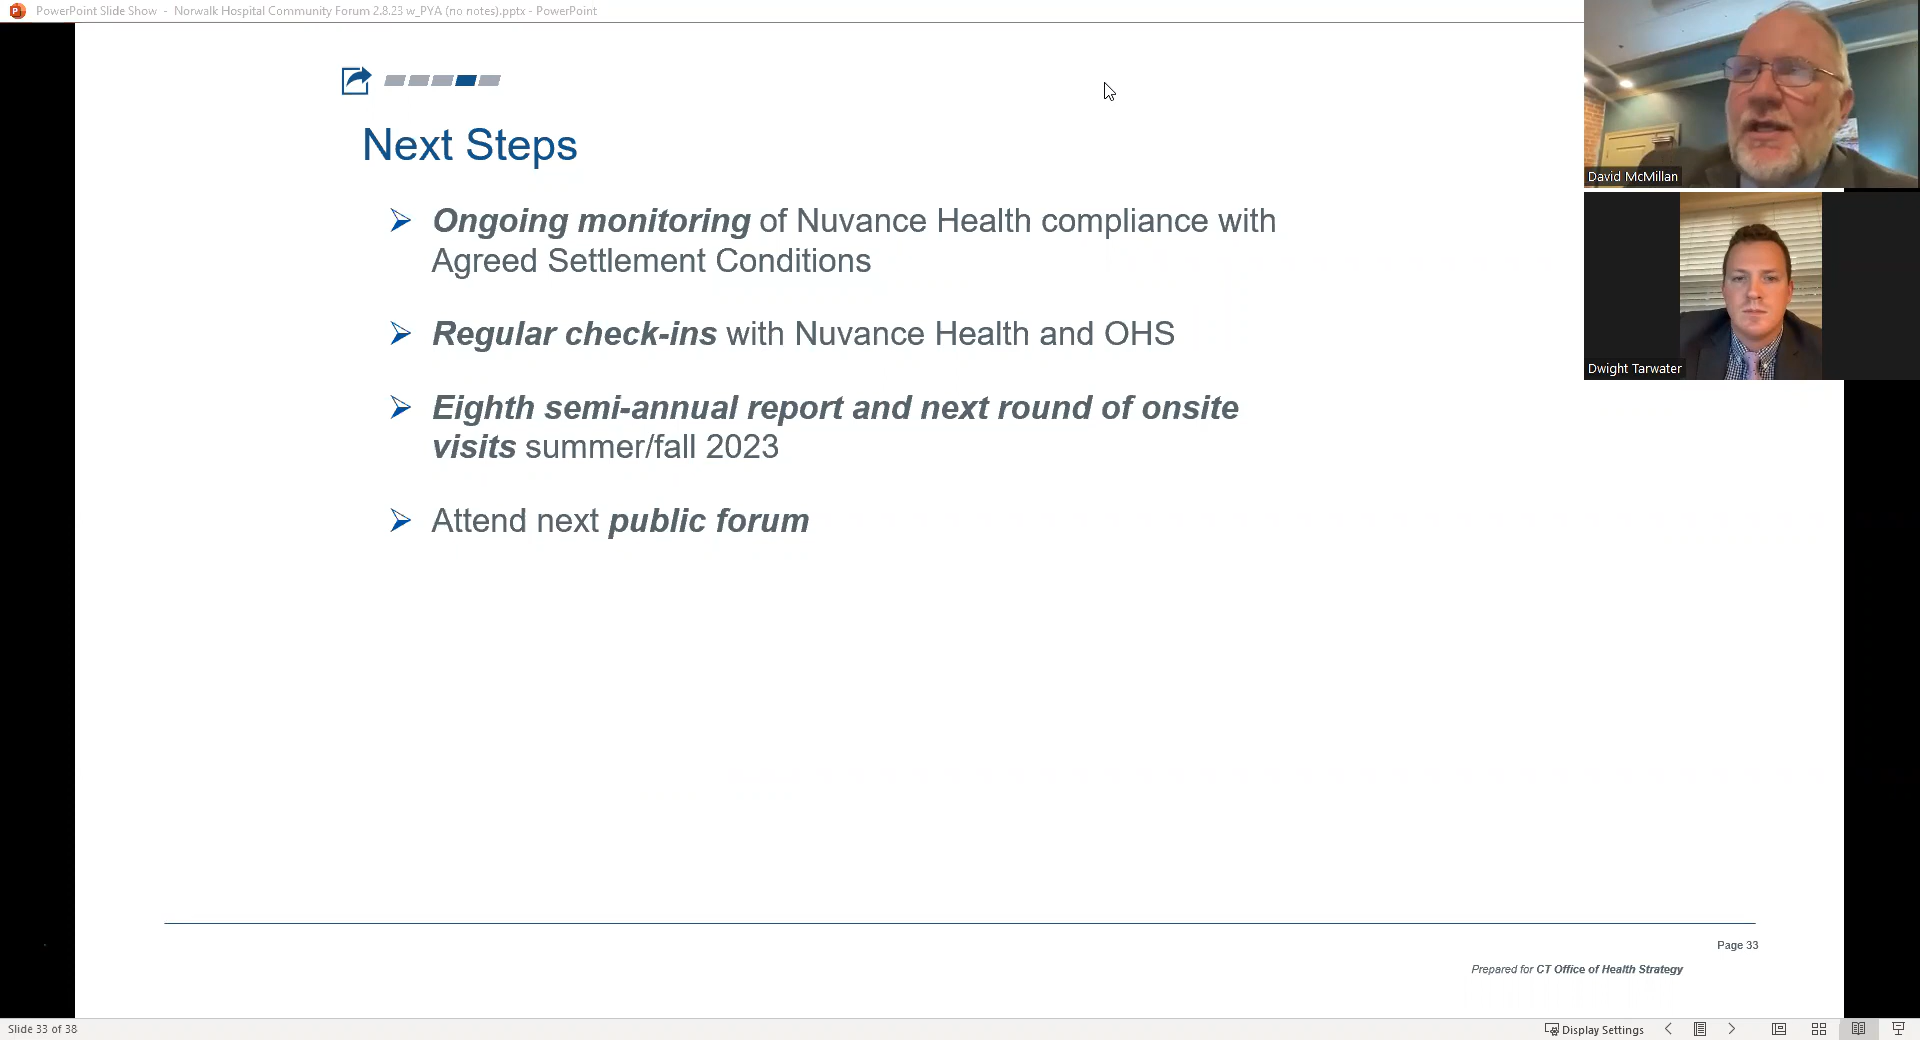 PowerPoint Slide Show - Norwalk Hospital Community Forum 2.8.23 w_PYA (no notes).pptx - PowerPoint
Next Steps
Ongoing monitoring of Nuvance Health compliance with
Agreed Settlement Conditions
Regular check-ins with Nuvance Health and OHS
Eighth semi-annual report and next round of onsite
visits summer/fall 2023
Attend next public forum
David McMillan
Dwight Tarwater
Page 33
Prepared for CT Office of Health Strategy
Slide 33 of 38
Display Settings